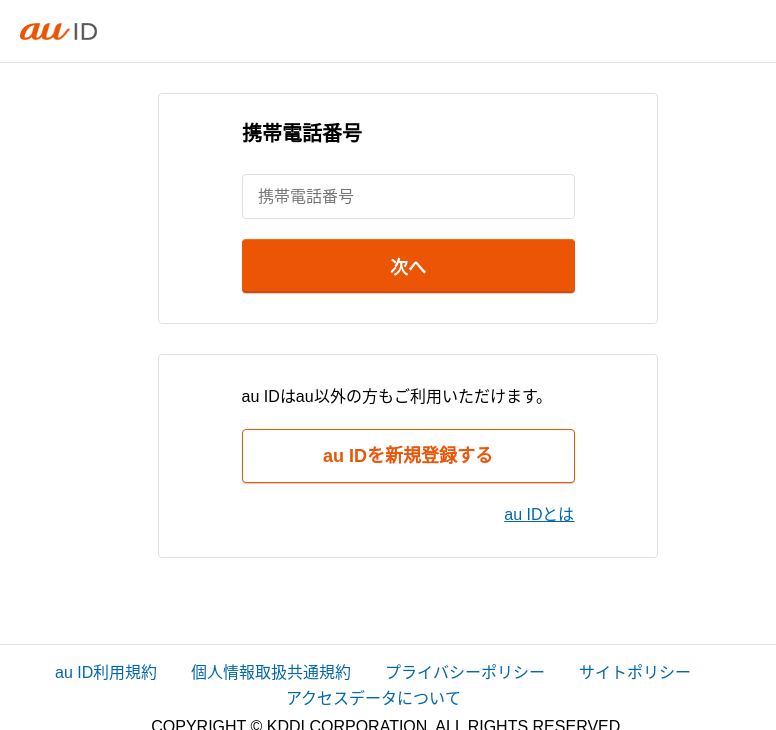 au ID
携帯電話番号
携帯電話番号
次へ
au IDはau以外の方もご利用いただけます。
au IDを新規登録する
au IDとは
au ID利用規約 個人情報取扱共通規約 プライバシーポリシー サイトポリシー
アクセスデータについて
COPYRIGHT © KDDI CORPORATION, ALL RIGHTS RESERVED